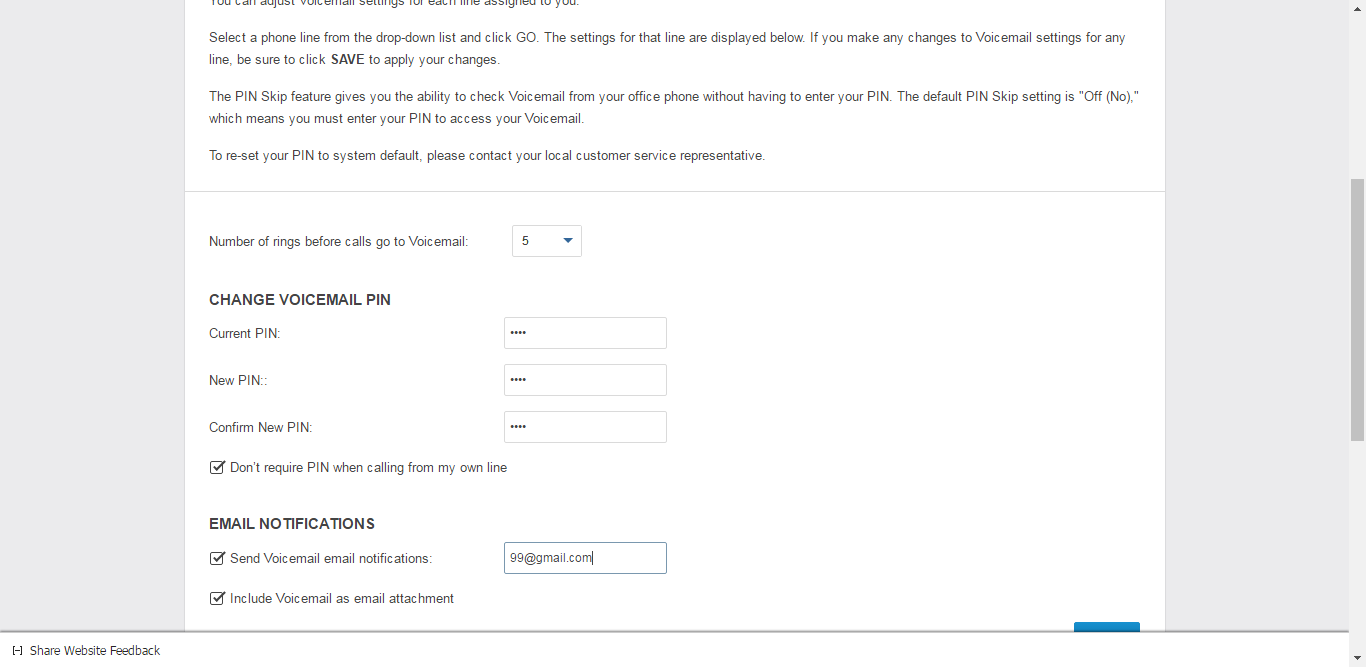 You can adjust Voicemail settings for each line assigned to you.
Select a phone line from the drop-down list and click GO. The settings for that line are displayed below. If you make any changes to Voicemail settings for any
line, be sure to click SAVE to apply your changes.
The PIN Skip feature gives you the ability to check Voicemail from your office phone without having to enter your PIN. The default PIN Skip setting is "Off (No),"
which means you must enter your PIN to access your Voicemail.
To re-set your PIN to system default, please contact your local customer service representative.
Number of rings before calls go to Voicemail: 5
CHANGE VOICEMAIL PIN
Current PIN: ••••
New PIN:: ••••
Confirm New PIN: ••••
Don't require PIN when calling from my own line
EMAIL NOTIFICATIONS
Send Voicemail email notifications: 99@gmail.com
Include Voicemail as email attachment
Share Website Feedback